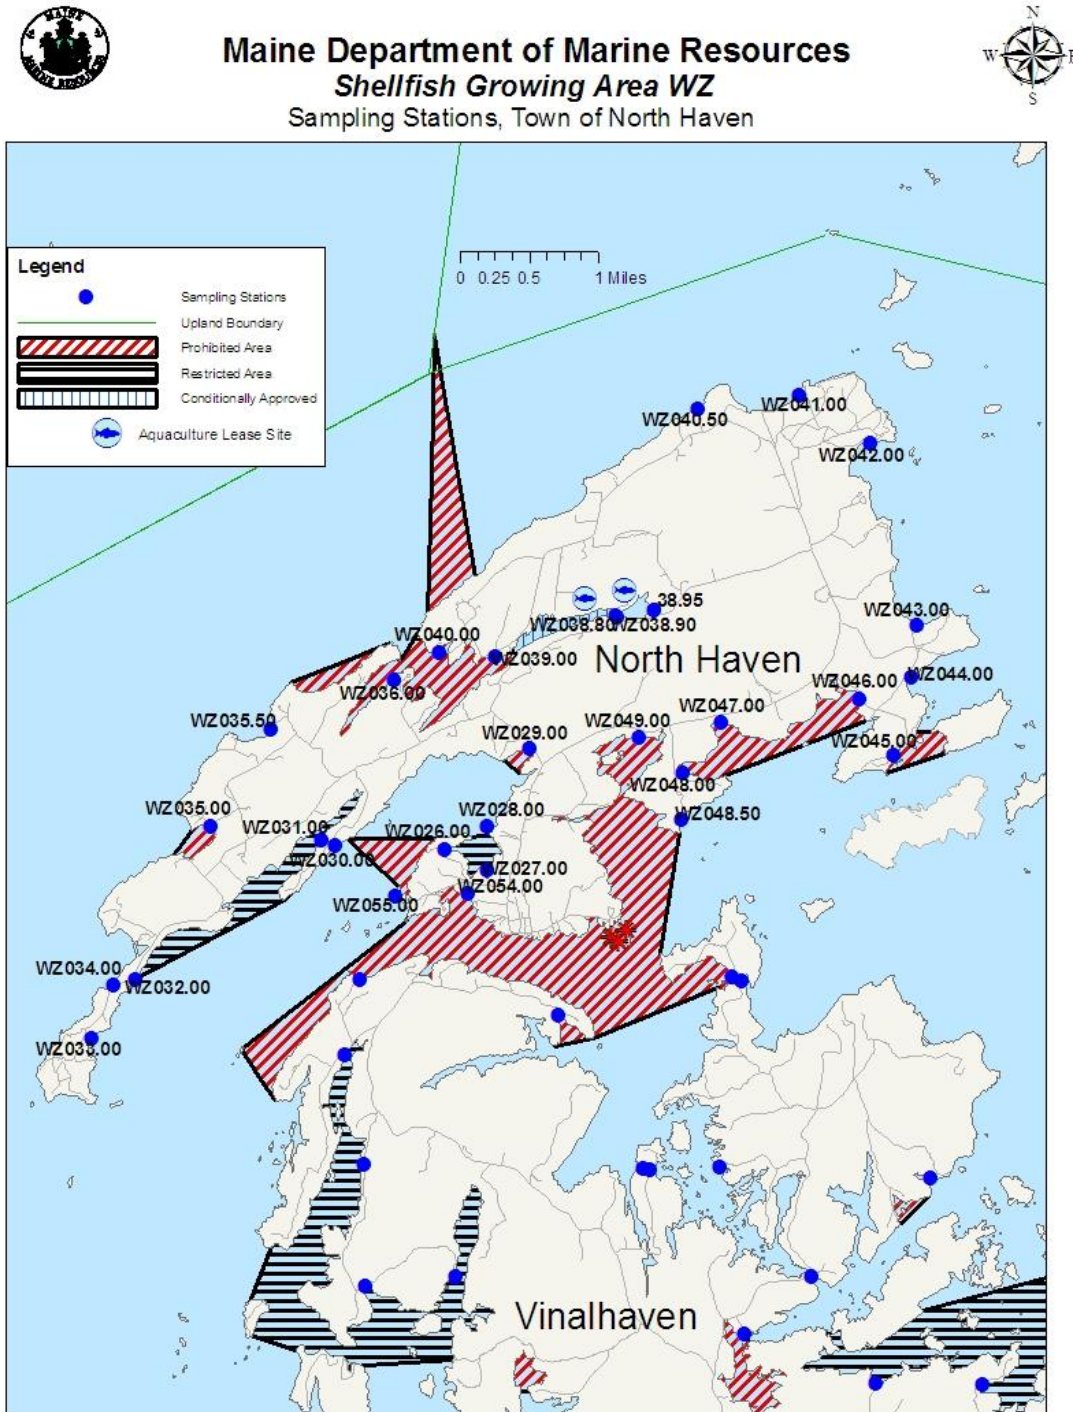 MAINE
MARINE RESOURCES
Maine Department of Marine Resources
Shellfish Growing Area WZ
Sampling Stations, Town of North Haven
N
W E
S
Legend
Sampling Stations
Upland Boundary
Prohibited Area
Restricted Area
Conditionally Approved
Aquaculture Lease Site
0 0.25 0.5 1 Miles
WZ041.00
WZ040.50
WZ042.00
38.95
WZ038.80
WZ038.90
WZ043.00
WZ040.00
WZ039.00
North Haven
WZ036.00
WZ046.00
WZ044.00
WZ035.50
WZ047.00
WZ049.00
WZ029.00
WZ045.00
WZ048.00
WZ035.00
WZ028.00
WZ048.50
WZ031.00
WZ026.00
WZ030.00
WZ027.00
WZ054.00
WZ055.00
WZ034.00
WZ032.00
WZ033.00
Vinalhaven